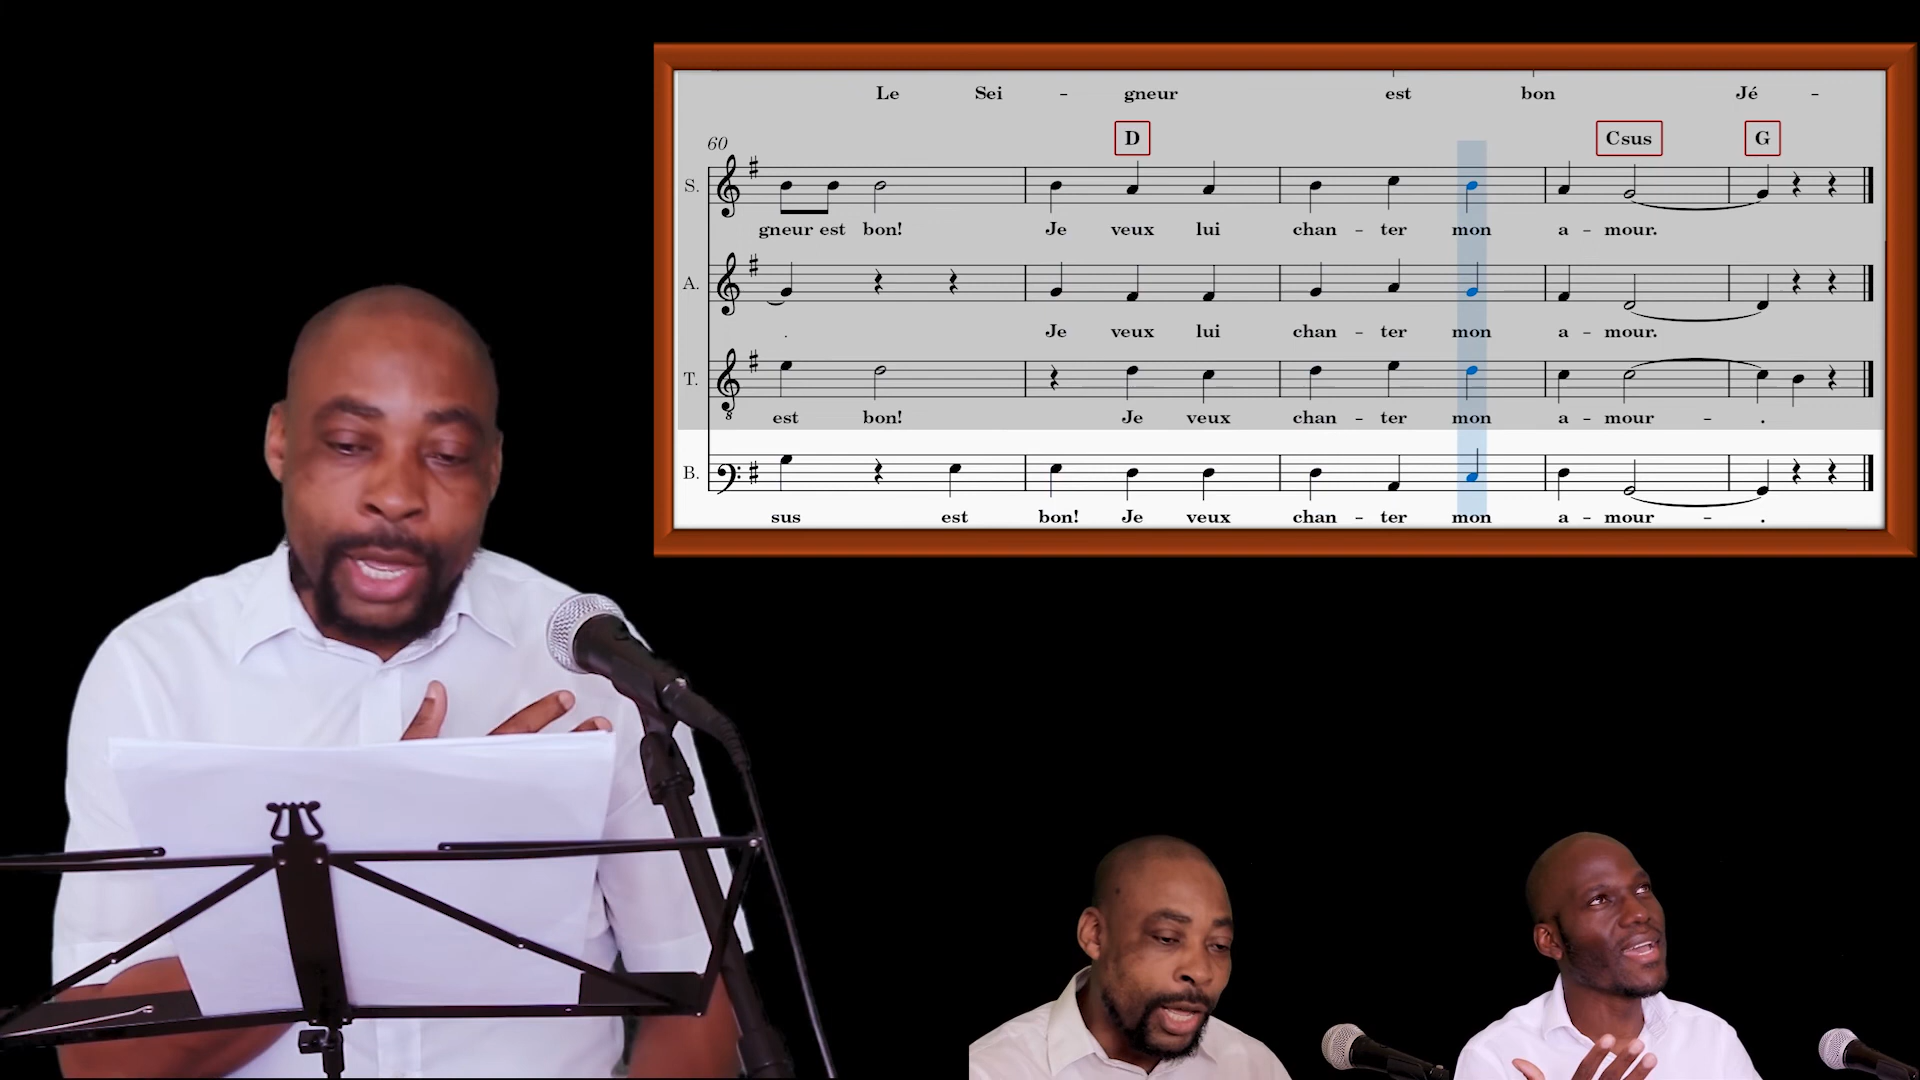 Le Sei - gneur est bon Jé -
60 D Csus G
S.
gneur est bon! Je veux lui chan - ter mon a - mour.
A.
. Je veux lui chan - ter mon a - mour.
T.
8
est bon! Je veux chan - ter mon a - mour - .
B.
sus est bon! Je veux chan - ter mon a - mour - .